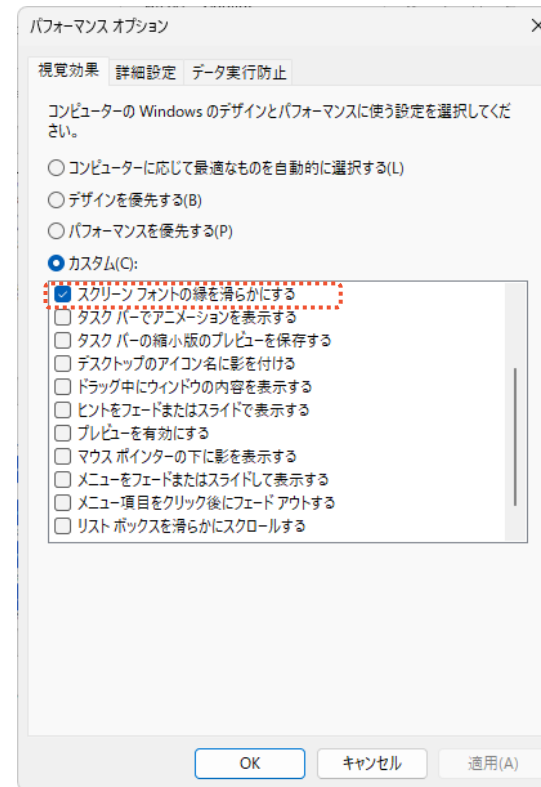 パフォーマンス オプション
視覚効果 詳細設定 データ実行防止
コンピューターの Windows のデザインとパフォーマンスに使う設定を選択してくだ
さい。
コンピューターに応じて最適なものを自動的に選択する(L)
デザインを優先する(B)
パフォーマンスを優先する(P)
カスタム(C):
スクリーン フォントの縁を滑らかにする
タスク バーでアニメーションを表示する
タスク バーの縮小版のプレビューを保存する
デスクトップのアイコン名に影を付ける
ドラッグ中にウィンドウの内容を表示する
ヒントをフェードまたはスライドで表示する
プレビューを有効にする
マウス ポインターの下に影を表示する
メニューをフェードまたはスライドして表示する
メニュー項目をクリック後にフェード アウトする
リスト ボックスを滑らかにスクロールする
OK キャンセル 適用(A)